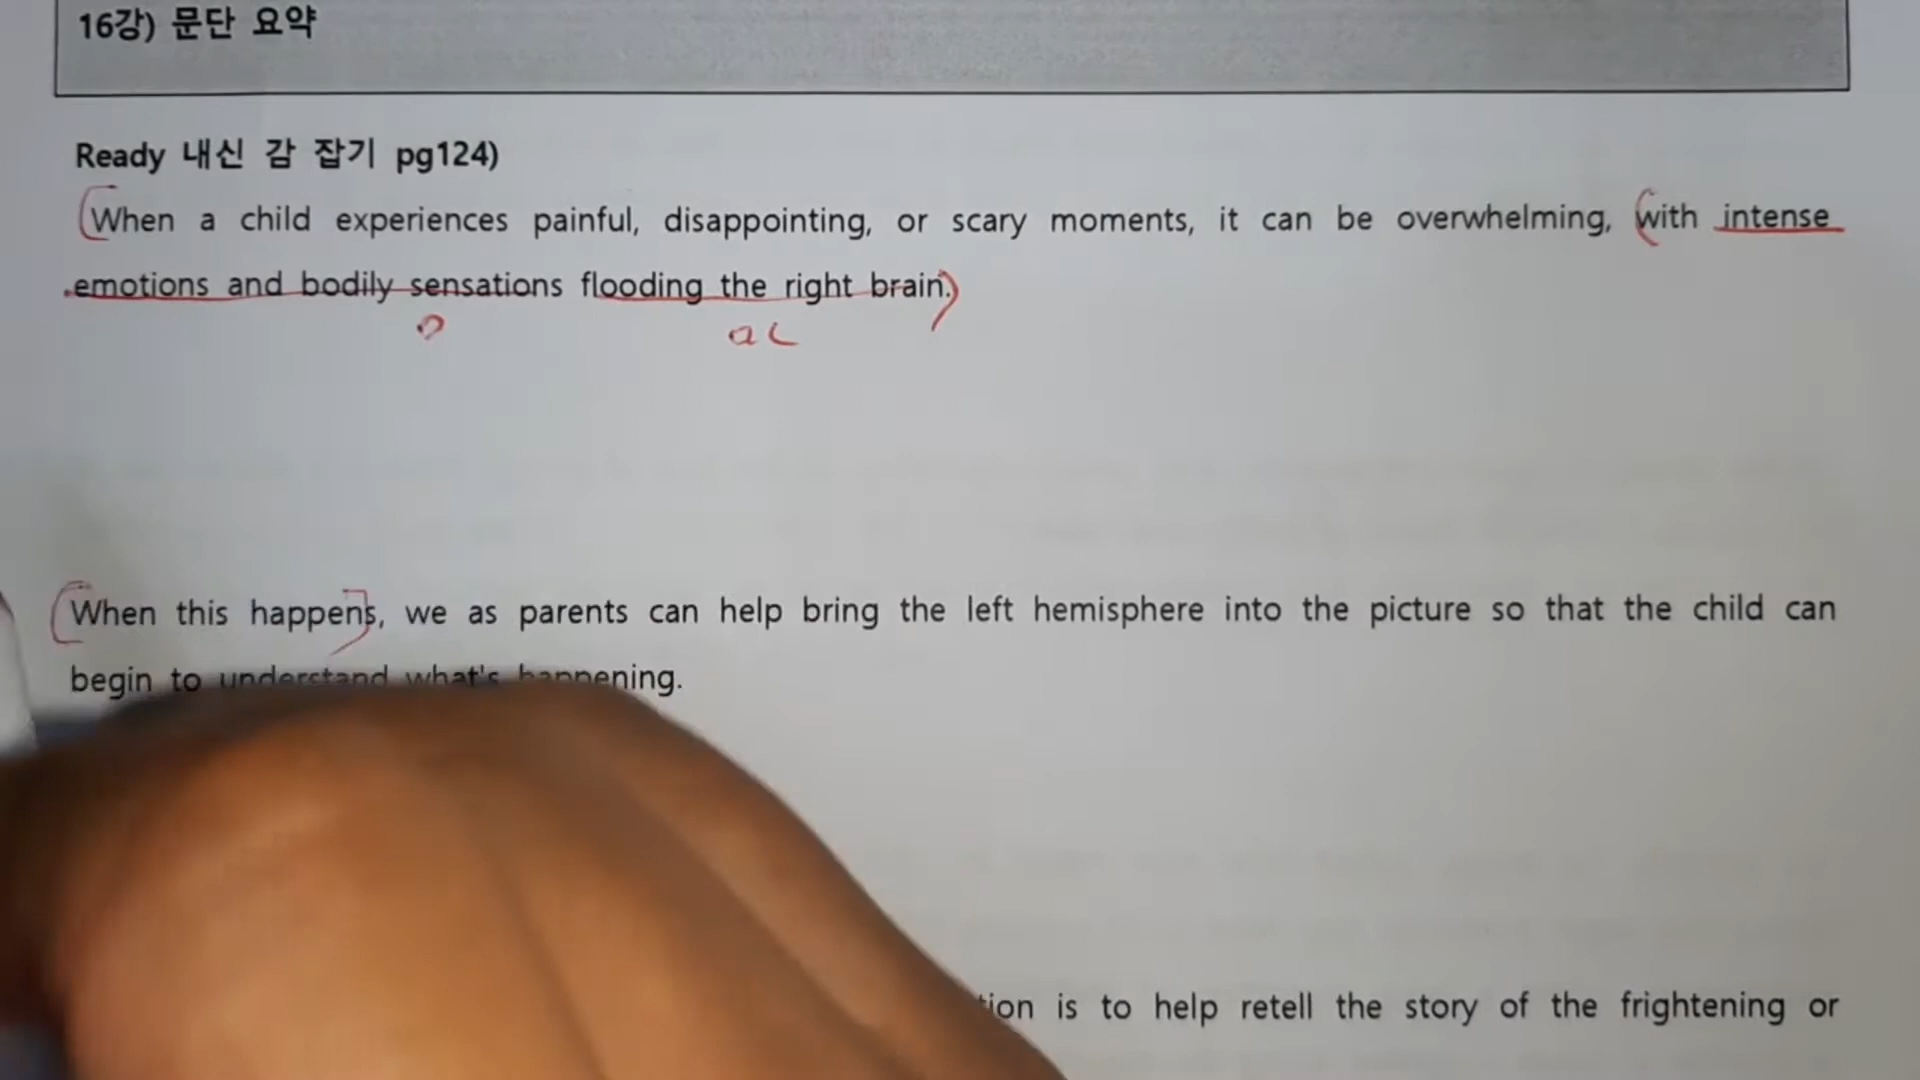 16강) 문단 요약
Ready 내신 감 잡기 pg124)
When a child experiences painful, disappointing, or scary moments, it can be overwhelming, with intense
emotions and bodily sensations flooding the right brain.
When this happens, we as parents can help bring the left hemisphere into the picture so that the child can
begin to understand what's happening.
is to help retell the story of the frightening or